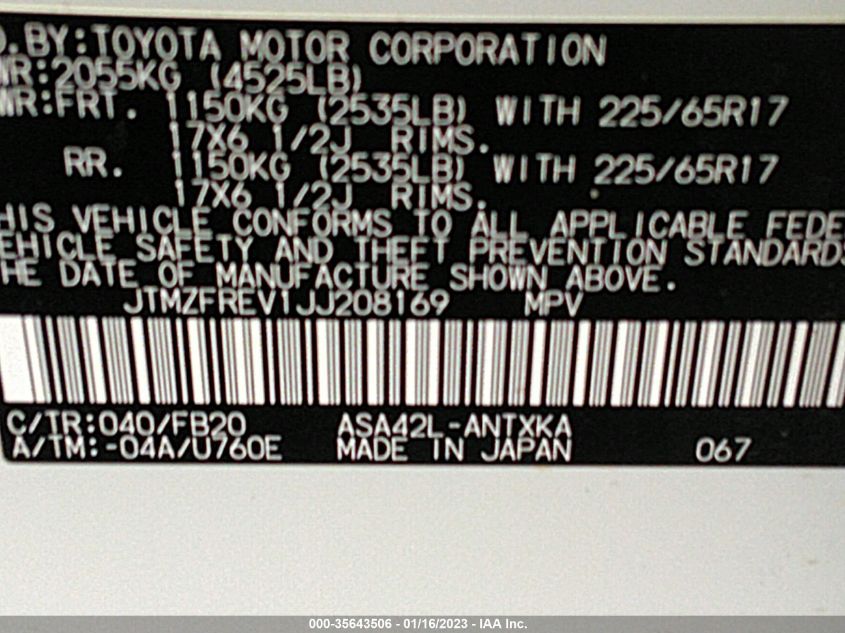 D.BY:TOYOTA MOTOR CORPORATION
WR:2055KG (4525LB)
WR:FRT. 1150KG (2535LB) WITH 225/65R17
17X6 1/2J RIMS.
RR. 1150KG (2535LB) WITH 225/65R17
17X6 1/2J RIMS.
HIS VEHICLE CONFORMS TO ALL APPLICABLE FEDE
EHICLE SAFETY AND THEFT PREVENTION STANDARDS
HE DATE OF MANUFACTURE SHOWN ABOVE.
JTMZFREV1JJ208169 MPV
C/TR:040/FB20 ASA42L-ANTXKA
A/TM:-04A/U760E MADE IN JAPAN 067
000-35643506 - 01/16/2023 - IAA Inc.